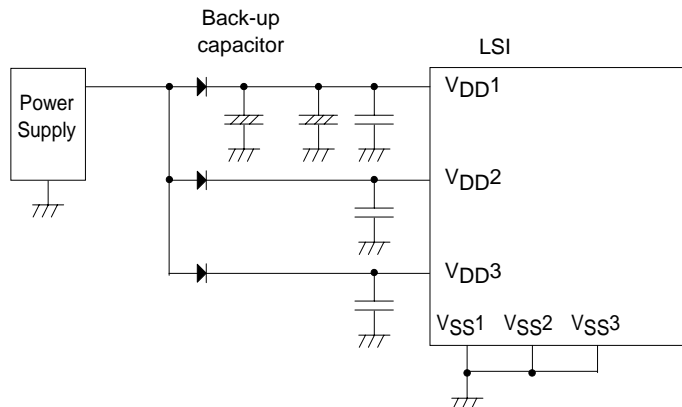 Back-up
capacitor
LSI
Power
Supply
VDD1
VDD2
VDD3
VSS1 VSS2 VSS3